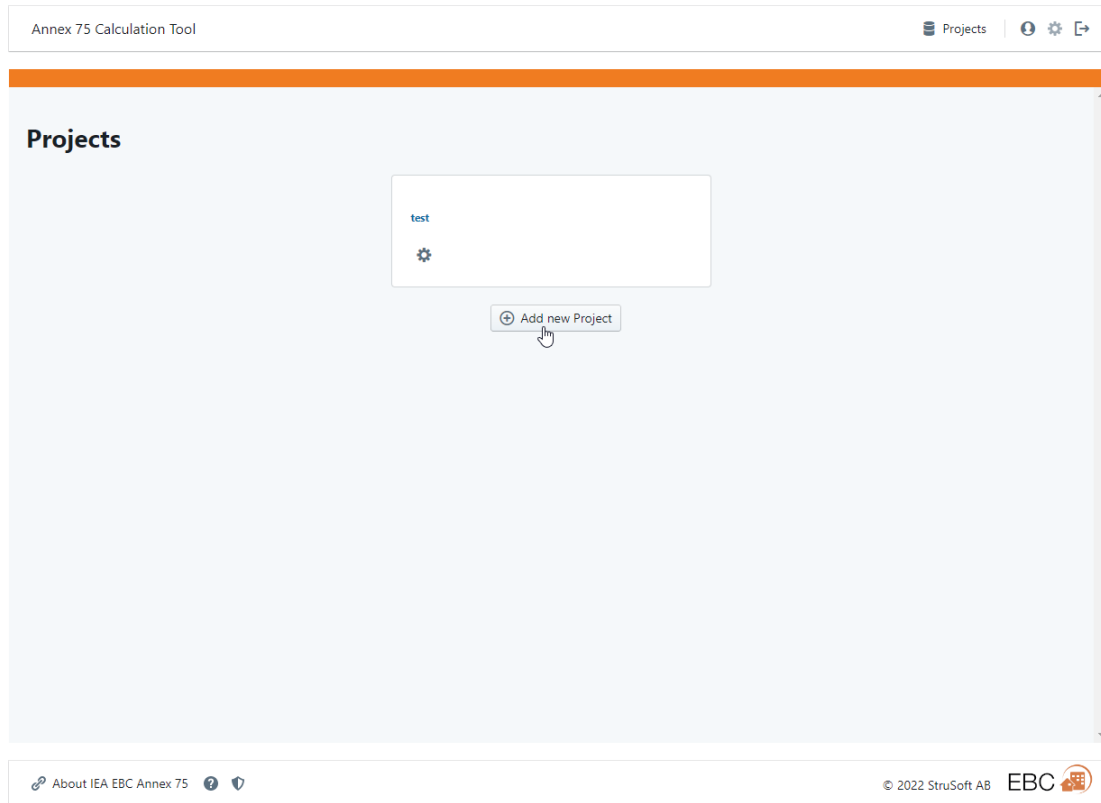 Annex 75 Calculation Tool
Projects
Projects
test
Add new Project
About IEA EBC Annex 75
© 2022 StruSoft AB
EBC